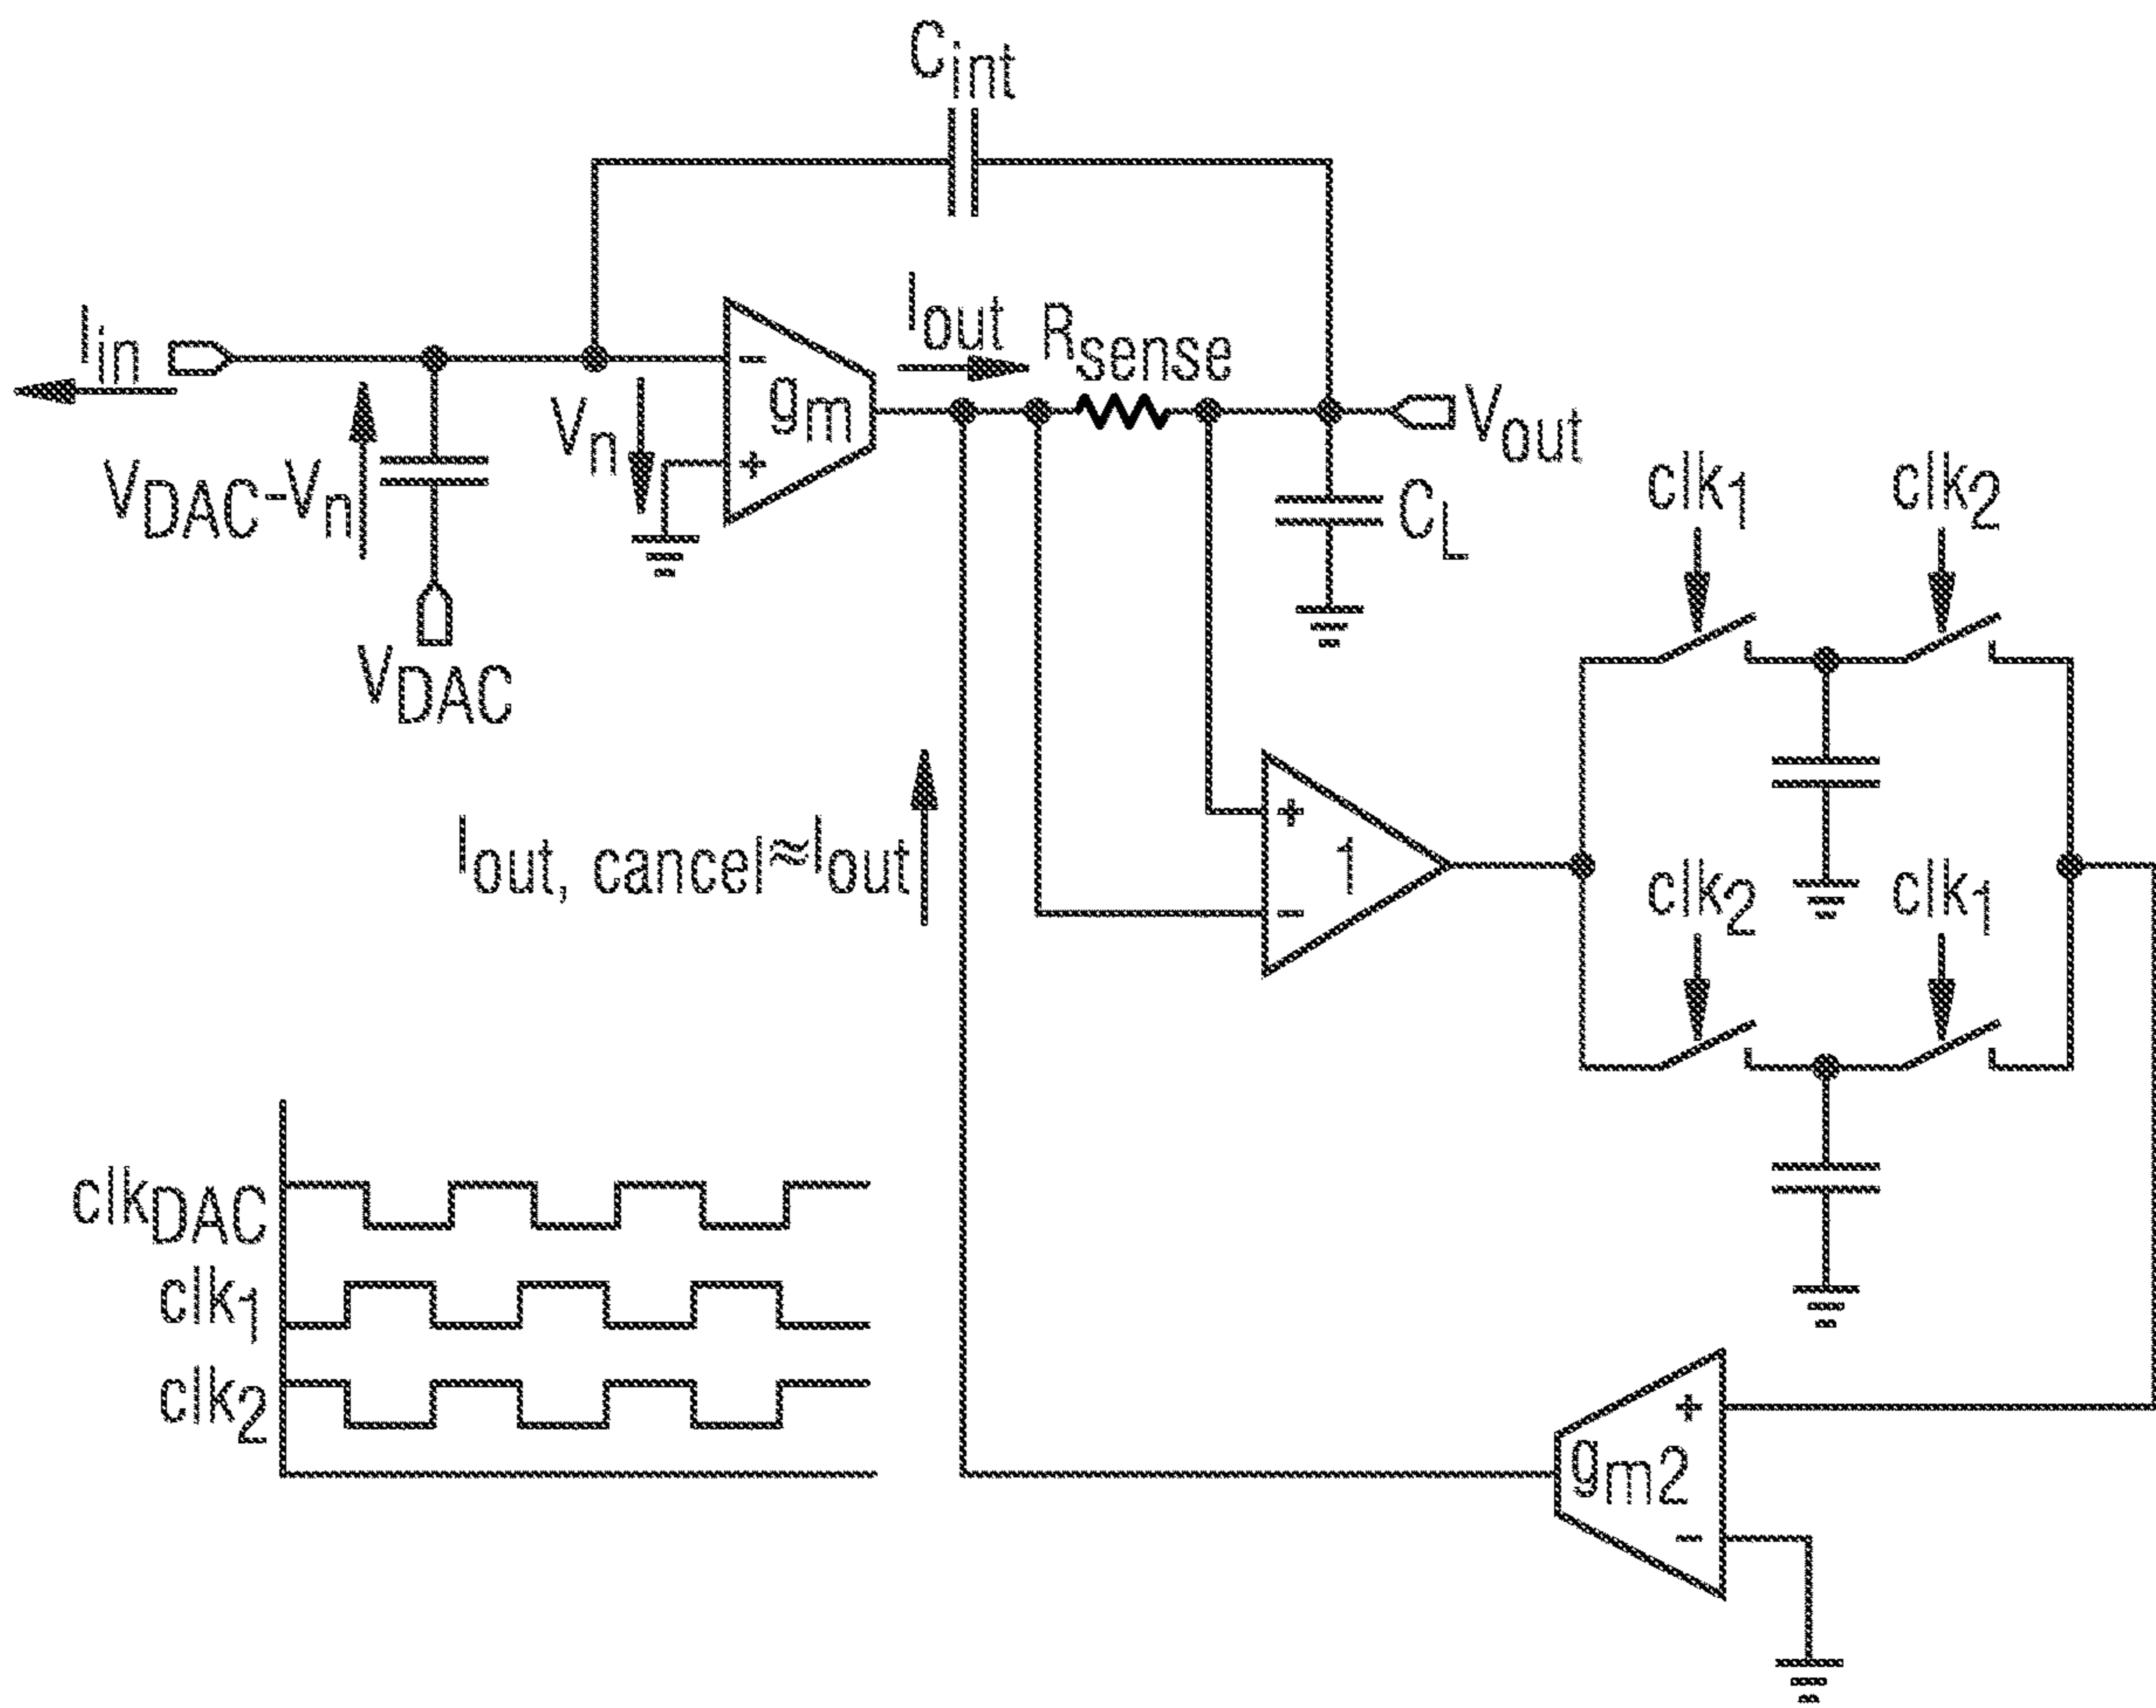 Cint
Iin
Iout
Rsense
VDAC-Vn
Vn
-
gm
+
Vout
CL
VDAC
clk1
clk2
Iout, cancel≈Iout
+
1
-
clk2
clk1
clkDAC
clk1
clk2
+
gm2
-